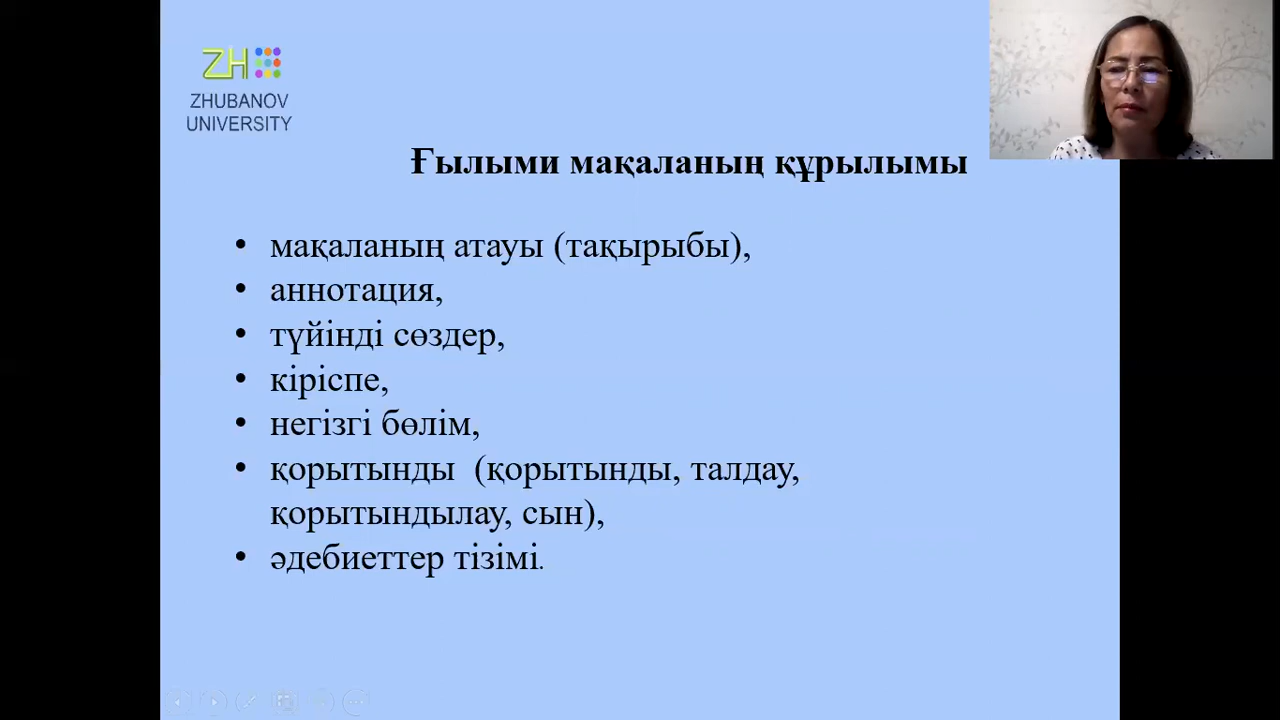 ZH
ZHUBANOV
UNIVERSITY
Ғылыми мақаланың құрылымы
• мақаланың атауы (тақырыбы),
• аннотация,
• түйінді сөздер,
• кіріспе,
• негізгі бөлім,
• қорытынды (қорытынды, талдау,
қорытындылау, сын),
• әдебиеттер тізімі.